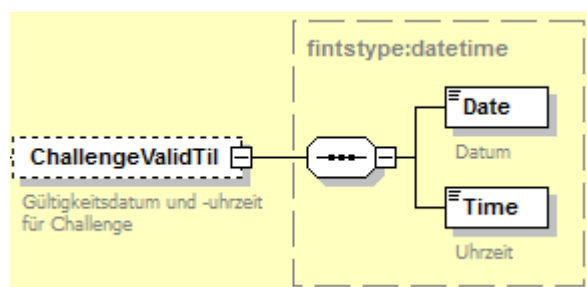 fintstype:datetime
Date
Datum
ChallengeValidTil
Gültigkeitsdatum und -uhrzeit
für Challenge
Time
Uhrzeit